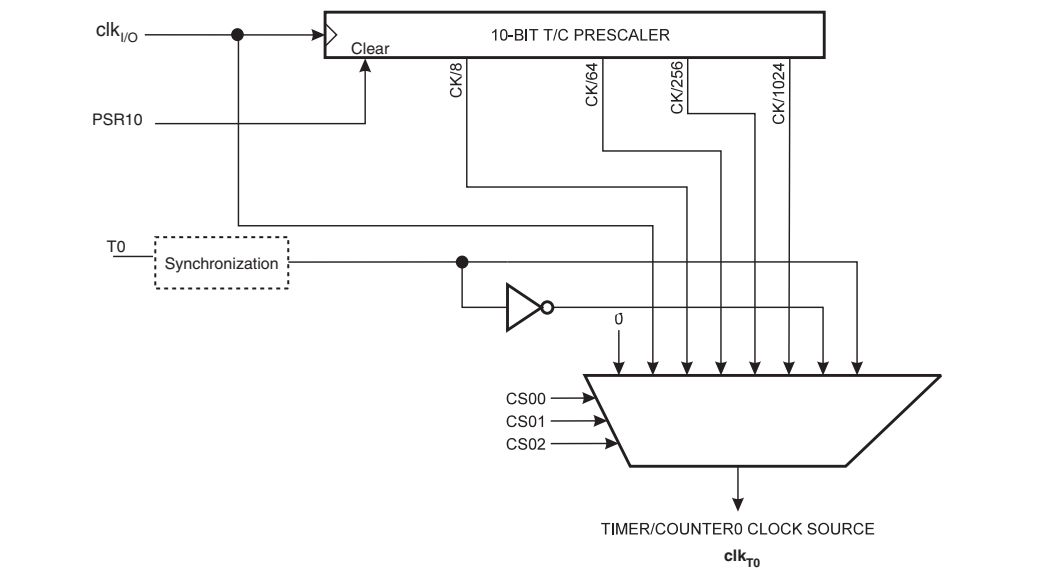 clkI/O
10-BIT T/C PRESCALER
Clear
CK/8
CK/64
CK/256
CK/1024
PSR10
T0
Synchronization
0
CS00
CS01
CS02
TIMER/COUNTER0 CLOCK SOURCE
clkT0